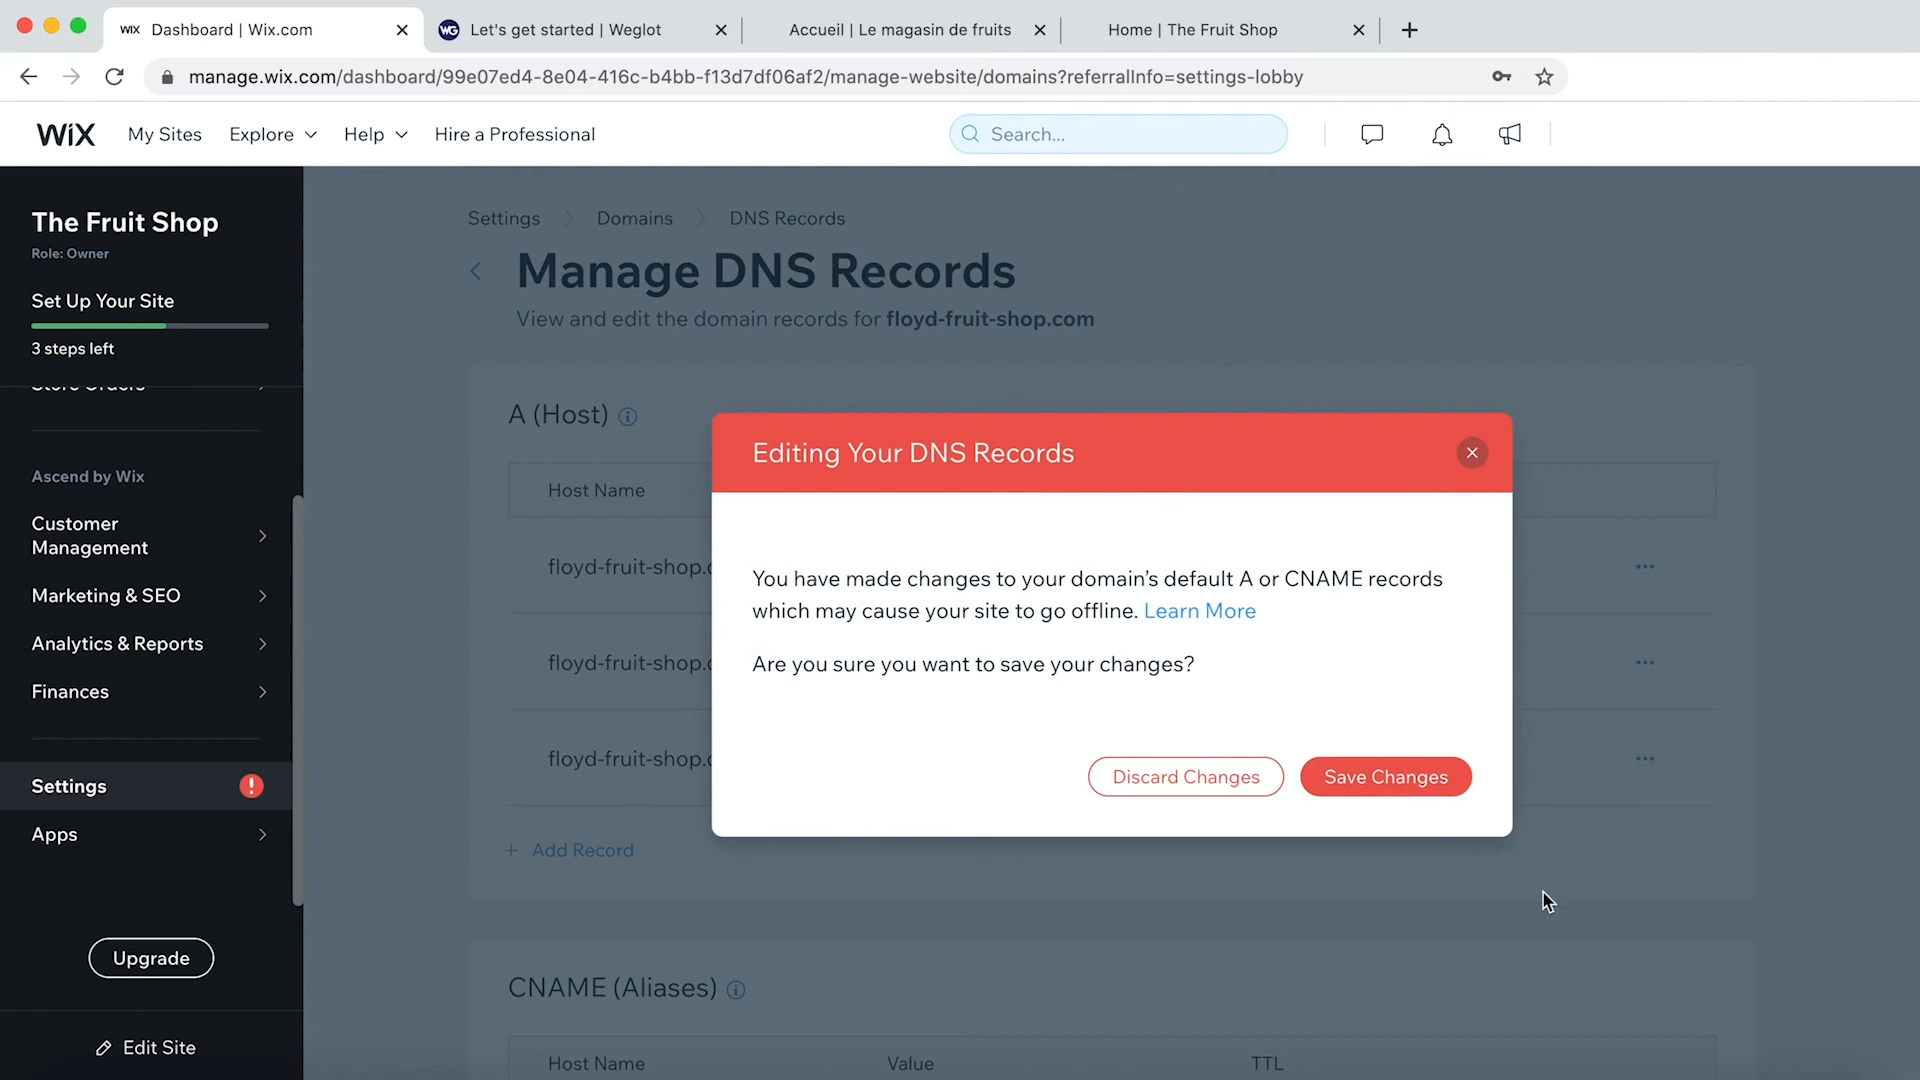 WiX Dashboard | Wix.com
WG Let's get started | Weglot
Accueil | Le magasin de fruits
Home | The Fruit Shop
manage.wix.com/dashboard/99e07ed4-8e04-416c-b4bb-f13d7df06af2/manage-website/domains?referralInfo=settings-lobby
WiX My Sites Explore Help Hire a Professional Search...
The Fruit Shop
Role: Owner
Set Up Your Site
3 steps left
Store Orders
Ascend by Wix
Customer
Management
Marketing & SEO
Analytics & Reports
Finances
Settings !
Apps
Upgrade
Edit Site
Settings Domains DNS Records
Manage DNS Records
View and edit the domain records for floyd-fruit-shop.com
A (Host)
Host Name
floyd-fruit-shop.
floyd-fruit-shop.
floyd-fruit-shop.
+ Add Record
Editing Your DNS Records
You have made changes to your domain’s default A or CNAME records
which may cause your site to go offline. Learn More
Are you sure you want to save your changes?
Discard Changes
Save Changes
CNAME (Aliases)
Host Name Value TTL